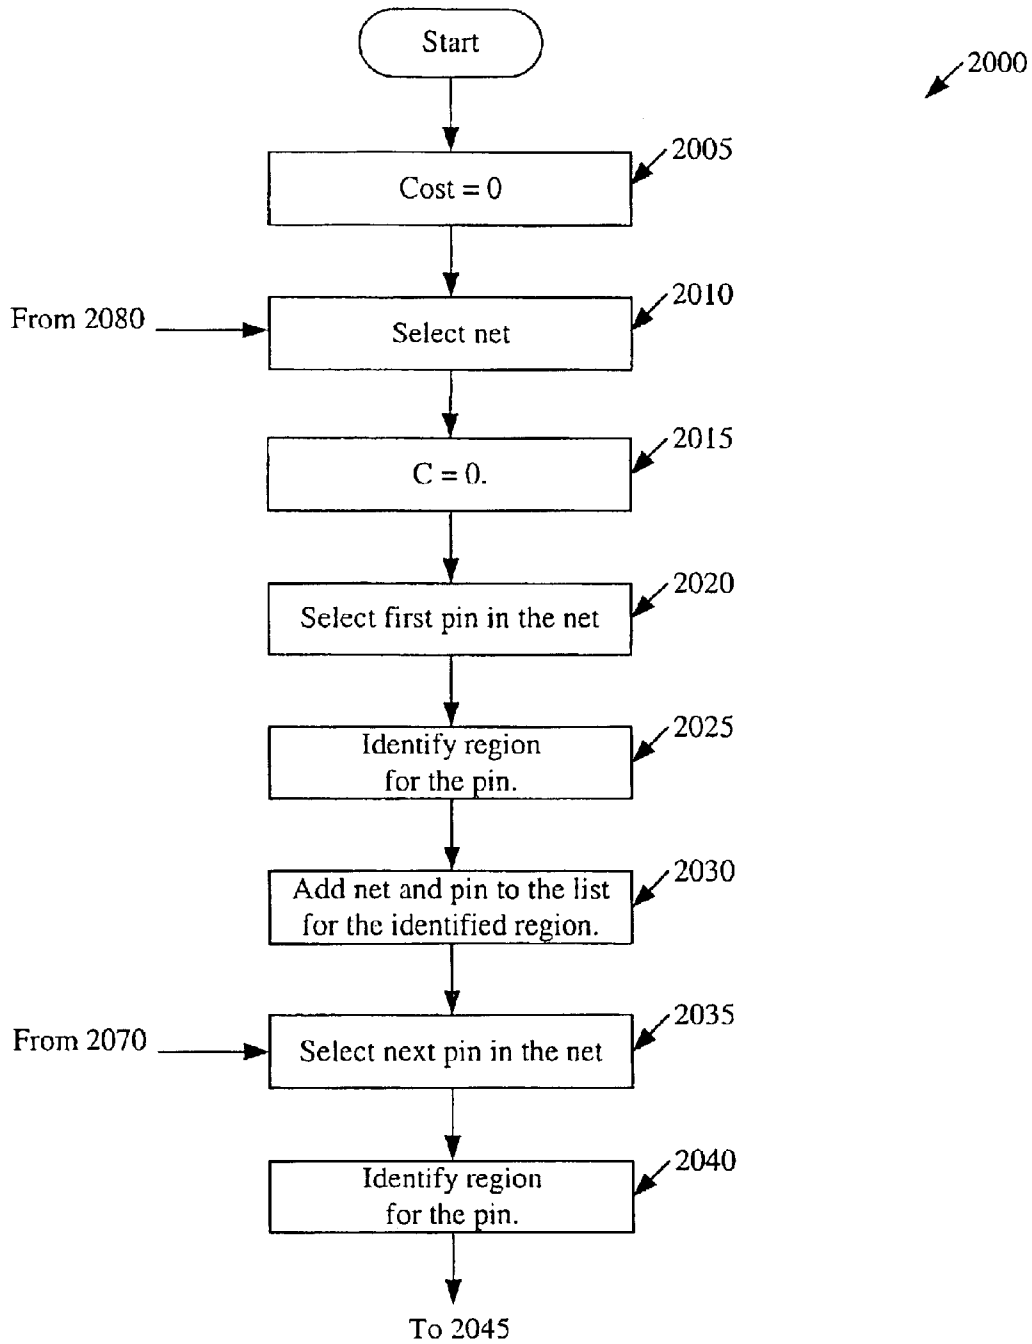 Start
2000
2005
Cost = 0
2010
From 2080
Select net
2015
C = 0.
2020
Select first pin in the net
2025
Identify region
for the pin.
2030
Add net and pin to the list
for the identified region.
2035
From 2070
Select next pin in the net
2040
Identify region
for the pin.
To 2045